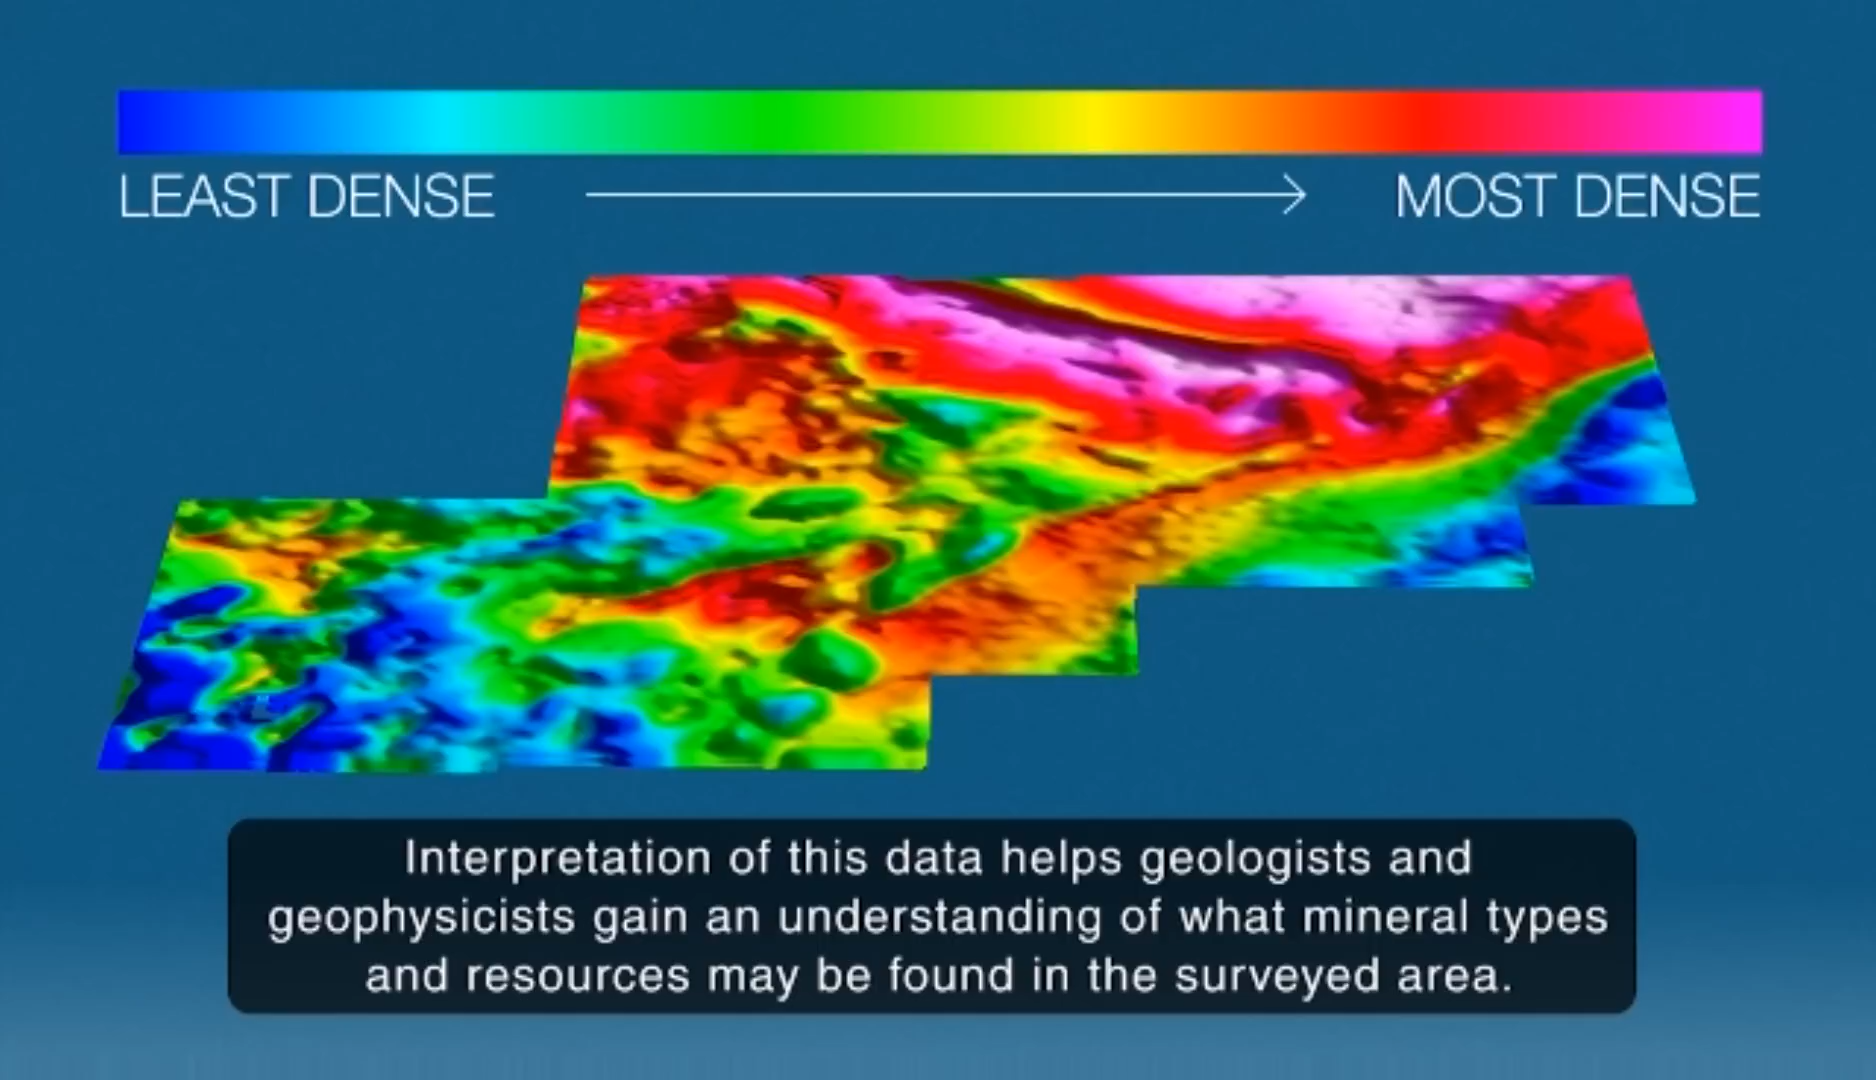 LEAST DENSE
MOST DENSE
Interpretation of this data helps geologists and
geophysicists gain an understanding of what mineral types
and resources may be found in the surveyed area.